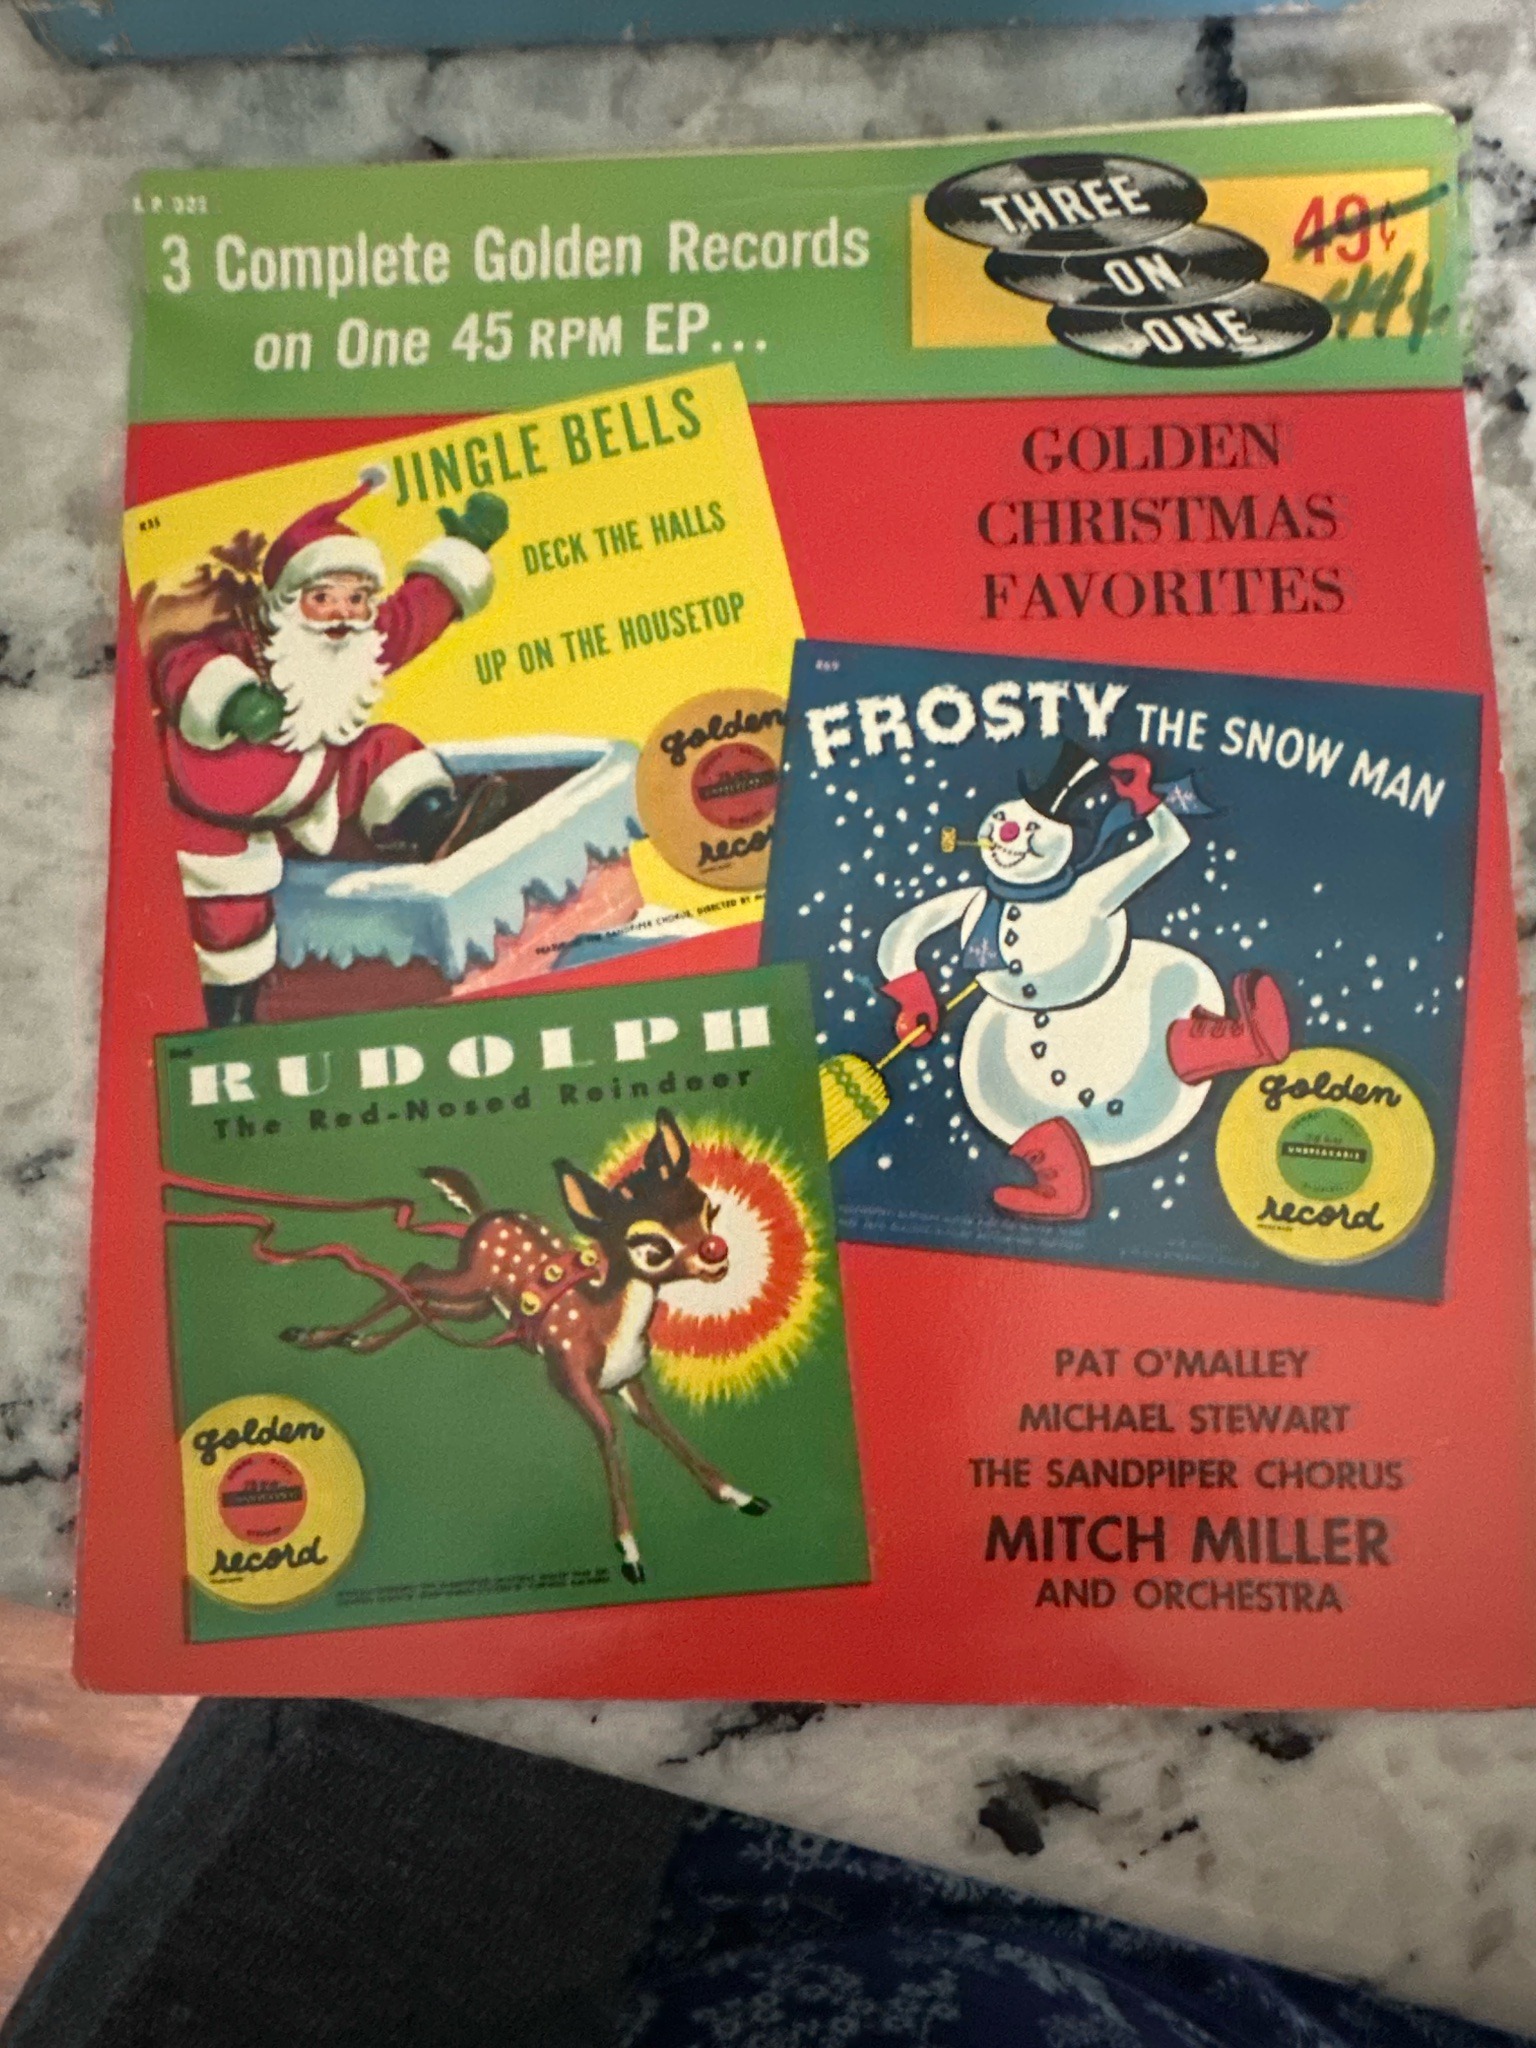 3 Complete Golden Records
on One 45 RPM EP...
THREE
ON
ONE
49¢
JINGLE BELLS
DECK THE HALLS
UP ON THE HOUSETOP
golden
GOLDEN
CHRISTMAS
FAVORITES
FROSTY THE SNOW MAN
golden
UNBREAKABLE
record
RUDOLPH
The Red-Nosed Reindeer
golden
record
PAT O'MALLEY
MICHAEL STEWART
THE SANDPIPER CHORUS
MITCH MILLER
AND ORCHESTRA